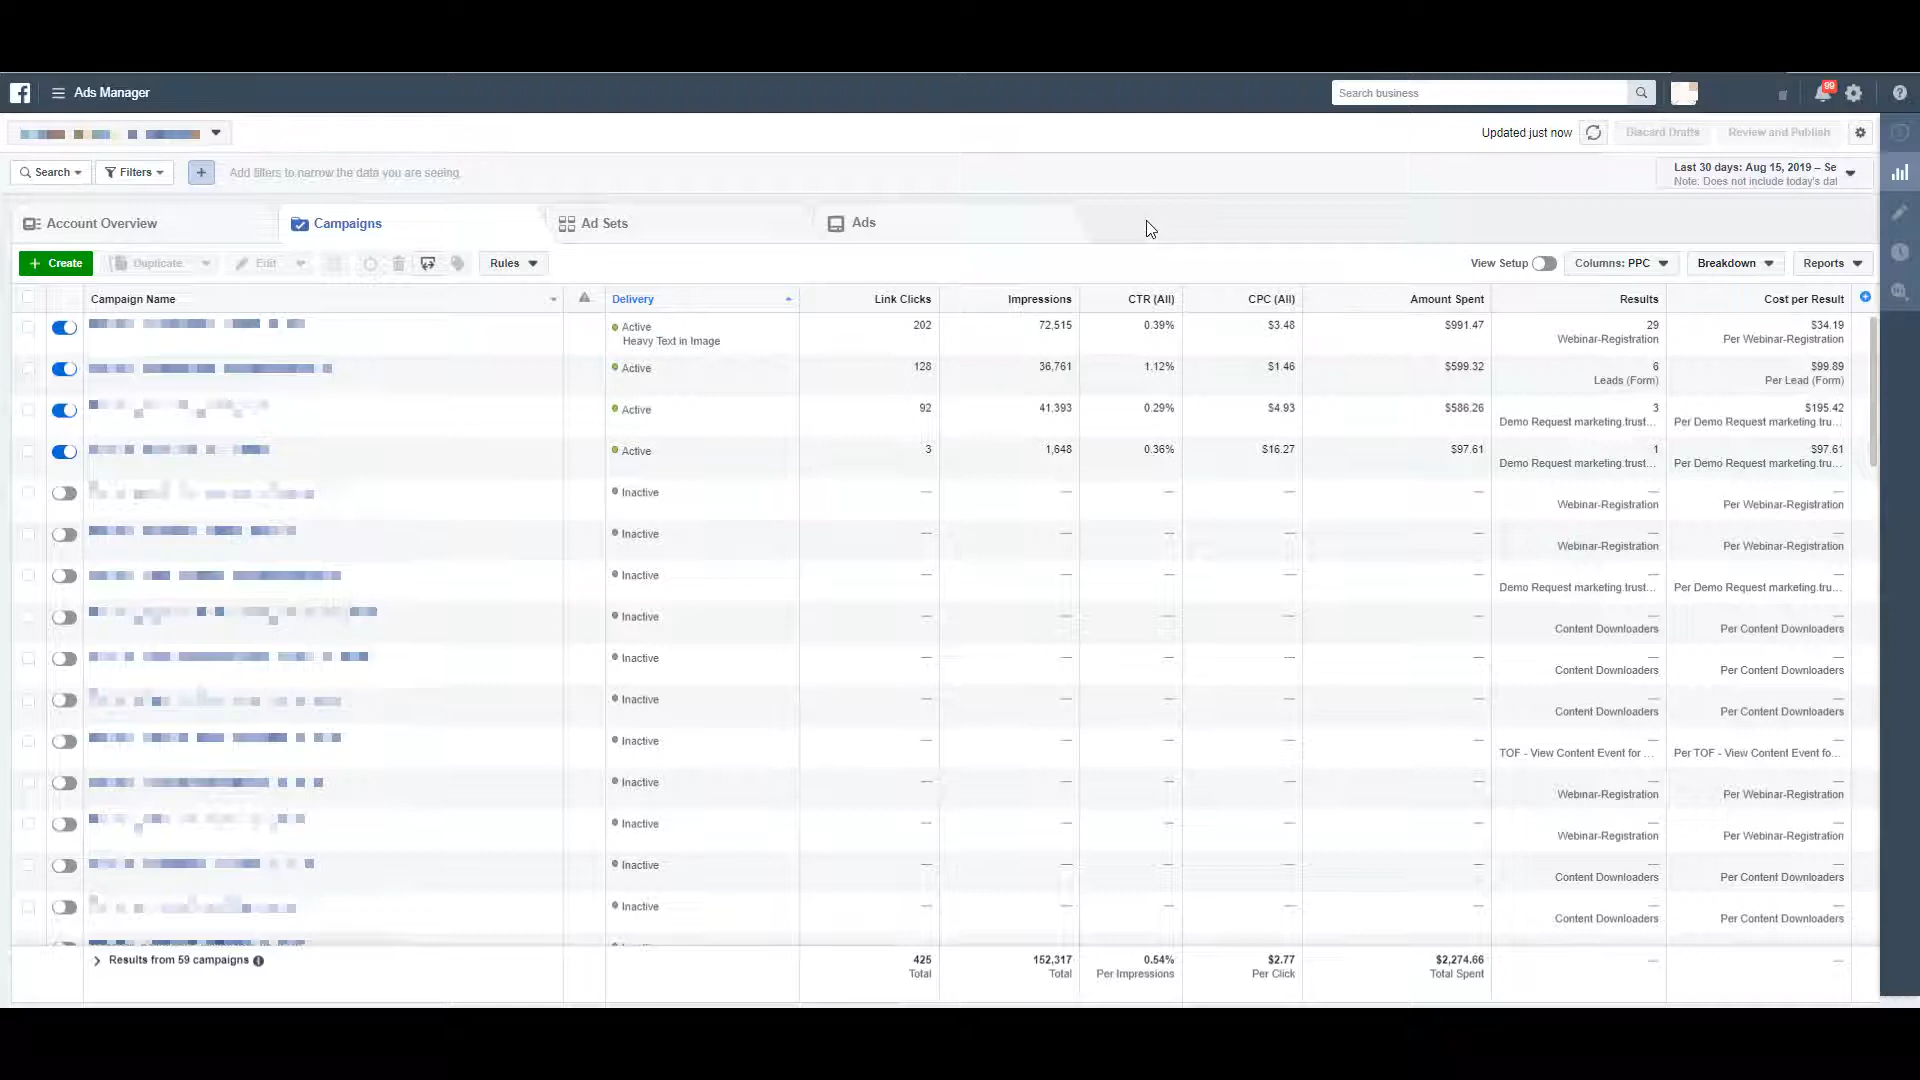 Ads Manager
Search business
99
Updated just now
Discard Drafts
Review and Publish
Search
Filters
+
Add filters to narrow the data you are seeing.
Last 30 days: Aug 15, 2019 – Se
Note: Does not include today's dat
Account Overview
Campaigns
Ad Sets
Ads
+ Create
Duplicate
Edit
Rules
View Setup
Columns: PPC
Breakdown
Reports
Campaign Name
Delivery
Link Clicks
Impressions
CTR (All)
CPC (All)
Amount Spent
Results
Cost per Result
Active 202 72,515 0.39% $3.48 $991.47 29 $34.19
Heavy Text in Image Webinar-Registration Per Webinar-Registration
Active 128 36,761 1.12% $1.46 $599.32 6 $99.89
Leads (Form) Per Lead (Form)
Active 92 41,393 0.29% $4.93 $586.26 3 $195.42
Demo Request marketing.trust... Per Demo Request marketing.tru...
Active 3 1,648 0.36% $16.27 $97.61 1 $97.61
Demo Request marketing.trust... Per Demo Request marketing.tru...
Inactive — — — — — — —
Webinar-Registration Per Webinar-Registration
Inactive — — — — — — —
Webinar-Registration Per Webinar-Registration
Inactive — — — — — — —
Demo Request marketing.trust... Per Demo Request marketing.tru...
Inactive — — — — — — —
Content Downloaders Per Content Downloaders
Inactive — — — — — — —
Content Downloaders Per Content Downloaders
Inactive — — — — — — —
Content Downloaders Per Content Downloaders
Inactive — — — — — — —
TOF - View Content Event for ... Per TOF - View Content Event fo...
Inactive — — — — — — —
Webinar-Registration Per Webinar-Registration
Inactive — — — — — — —
Webinar-Registration Per Webinar-Registration
Inactive — — — — — — —
Content Downloaders Per Content Downloaders
Inactive — — — — — — —
Content Downloaders Per Content Downloaders
Results from 59 campaigns 425 152,317 0.54% $2.77 $2,274.66 — —
Total Total Per Impressions Per Click Total Spent